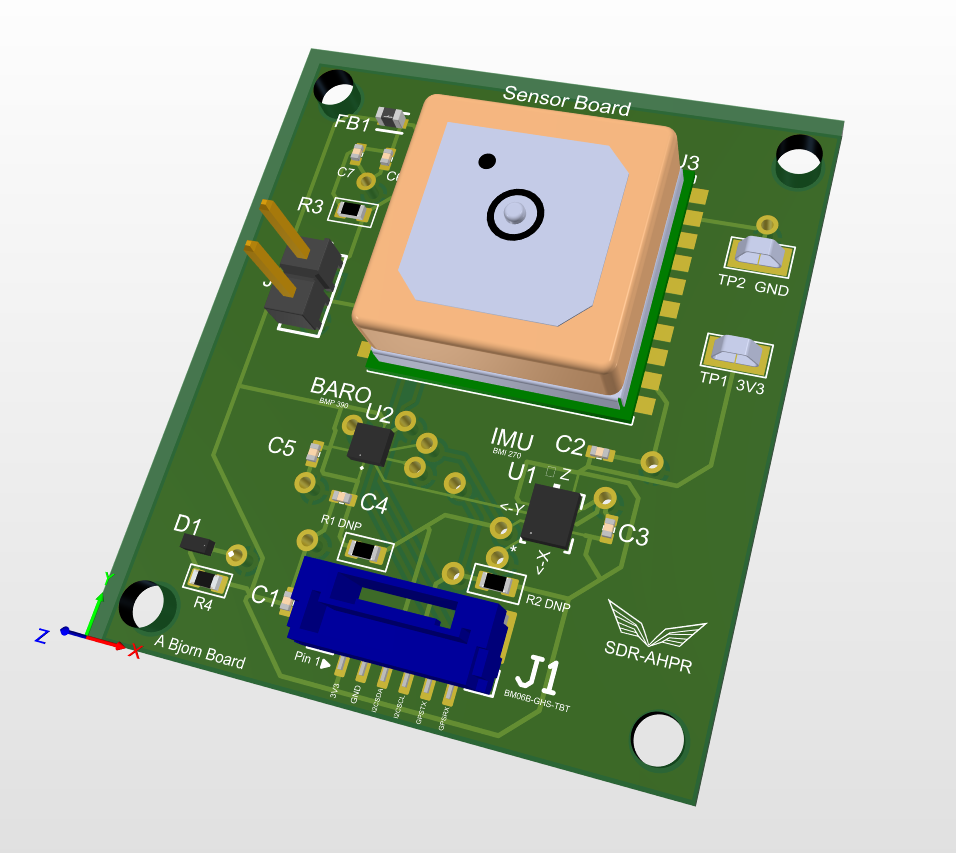 Sensor Board
FB1
C7
R3
TP2 GND
TP1 3V3
BARO
BMP 390
U2
C5
C4
IMU
BMI 270
C2
U1
Z
<-Y
C3
X
*
R1 DNP
D1
R4
C1
R2 DNP
A Bjorn Board
Pin 1
J1
BM06B-GHS-TBT
3V3
GND
I2CSDA
I2CSCL
GPSTX
GPSRX
SDR-AHPR
Y
Z
X